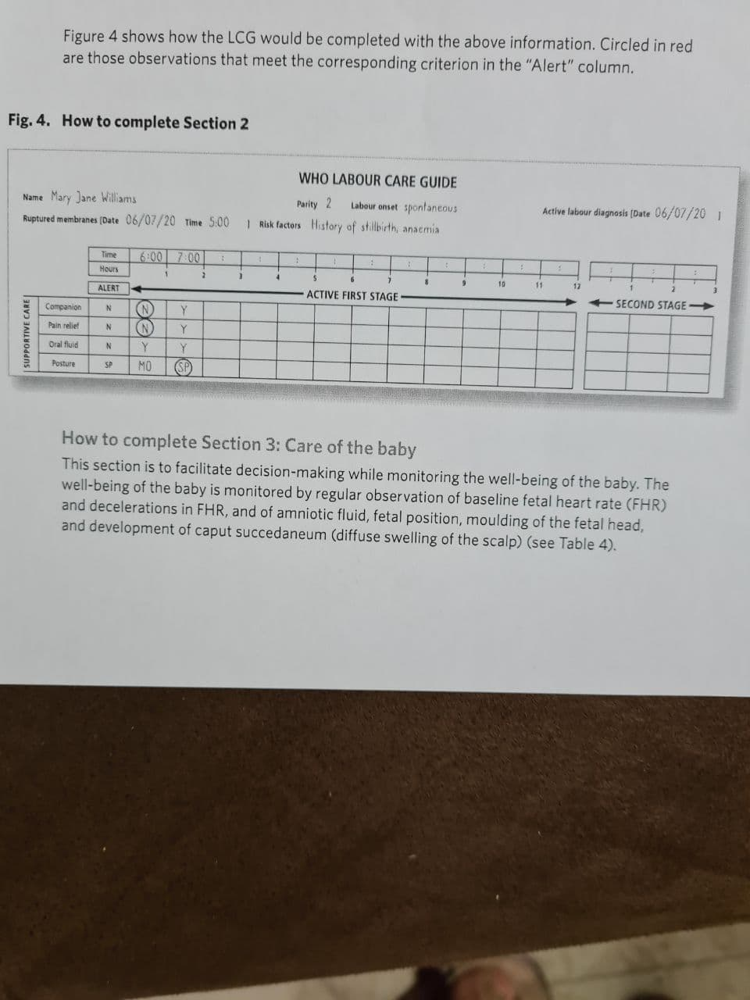 Figure 4 shows how the LCG would be completed with the above information. Circled in red
are those observations that meet the corresponding criterion in the “Alert” column.
Fig. 4. How to complete Section 2
WHO LABOUR CARE GUIDE
Name Mary Jane Williams Parity 2 Labour onset spontaneous Active labour diagnosis [Date 06/07/20 ]
Ruptured membranes [Date 06/07/20 Time 5:00 ] Risk factors History of stillbirth, anaemia
Time 6:00 7:00 : : : : : : : : : : : : :
Hours 1 2 3 4 5 6 7 8 9 10 11 12 1 2 3
ALERT ACTIVE FIRST STAGE SECOND STAGE
SUPPORTIVE CARE
Companion N N Y
Pain relief N N Y
Oral fluid N Y Y
Posture SP MO SP
How to complete Section 3: Care of the baby
This section is to facilitate decision-making while monitoring the well-being of the baby. The
well-being of the baby is monitored by regular observation of baseline fetal heart rate (FHR)
and decelerations in FHR, and of amniotic fluid, fetal position, moulding of the fetal head,
and development of caput succedaneum (diffuse swelling of the scalp) (see Table 4).